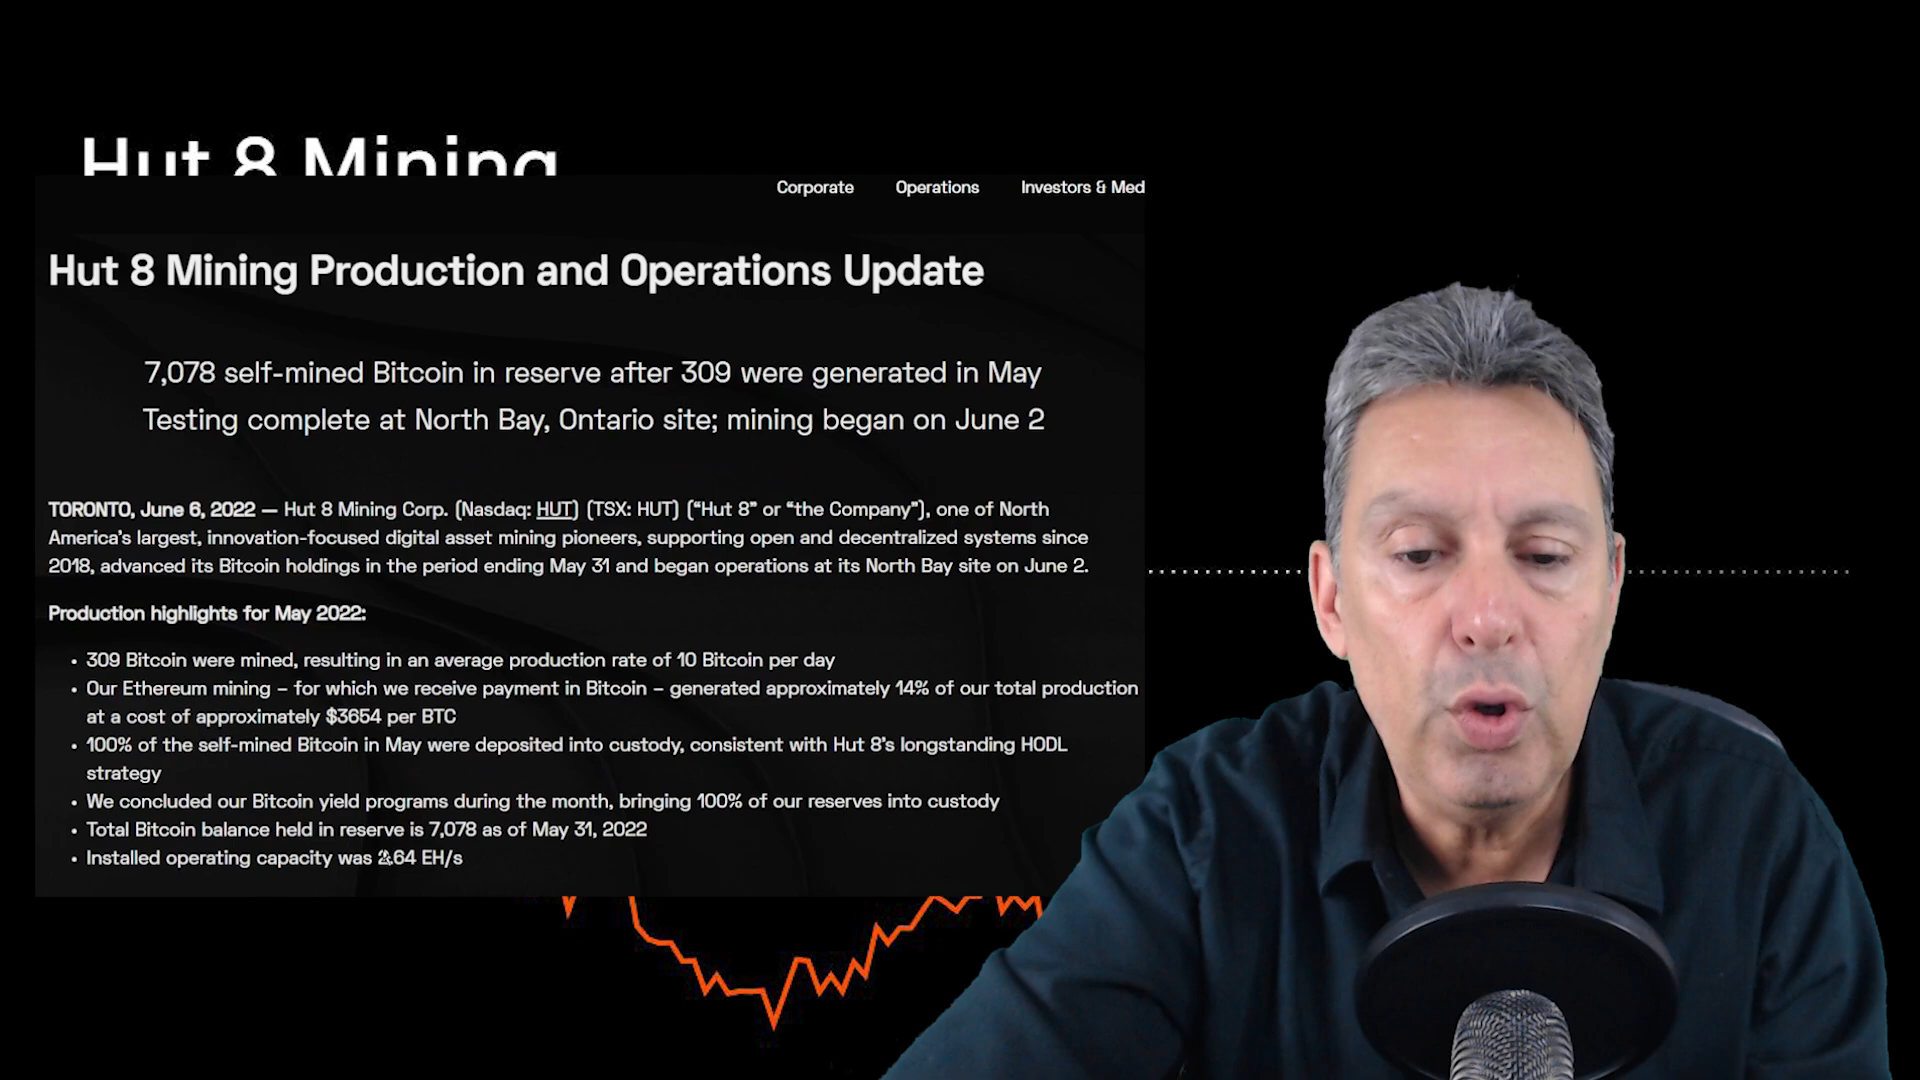 Hut 8 Mining
Corporate Operations Investors & Med
Hut 8 Mining Production and Operations Update
7,078 self-mined Bitcoin in reserve after 309 were generated in May
Testing complete at North Bay, Ontario site; mining began on June 2
TORONTO, June 6, 2022 — Hut 8 Mining Corp. (Nasdaq: HUT) (TSX: HUT) (“Hut 8” or “the Company”), one of North
America’s largest, innovation-focused digital asset mining pioneers, supporting open and decentralized systems since
2018, advanced its Bitcoin holdings in the period ending May 31 and began operations at its North Bay site on June 2.
Production highlights for May 2022:
• 309 Bitcoin were mined, resulting in an average production rate of 10 Bitcoin per day
• Our Ethereum mining – for which we receive payment in Bitcoin – generated approximately 14% of our total production
at a cost of approximately $3654 per BTC
• 100% of the self-mined Bitcoin in May were deposited into custody, consistent with Hut 8’s longstanding HODL
strategy
• We concluded our Bitcoin yield programs during the month, bringing 100% of our reserves into custody
• Total Bitcoin balance held in reserve is 7,078 as of May 31, 2022
• Installed operating capacity was EH/s